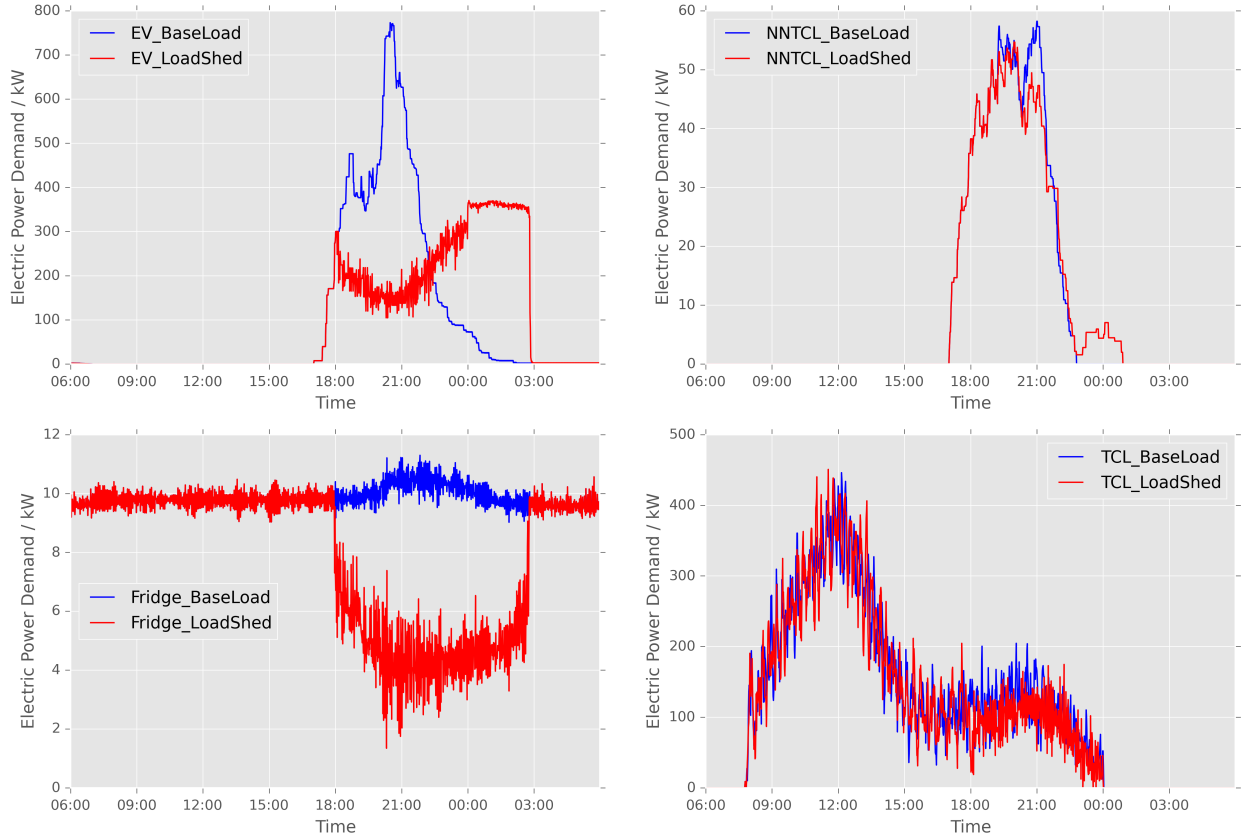 800
700
600
500
400
300
200
100
0
Electric Power Demand / kW
EV_BaseLoad
EV_LoadShed
06:00 09:00 12:00 15:00 18:00 21:00 00:00 03:00
Time
60
50
40
30
20
10
0
Electric Power Demand / kW
NNTCL_BaseLoad
NNTCL_LoadShed
06:00 09:00 12:00 15:00 18:00 21:00 00:00 03:00
Time
12
10
8
6
4
2
0
Electric Power Demand / kW
Fridge_BaseLoad
Fridge_LoadShed
06:00 09:00 12:00 15:00 18:00 21:00 00:00 03:00
Time
500
400
300
200
100
0
Electric Power Demand / kW
TCL_BaseLoad
TCL_LoadShed
06:00 09:00 12:00 15:00 18:00 21:00 00:00 03:00
Time